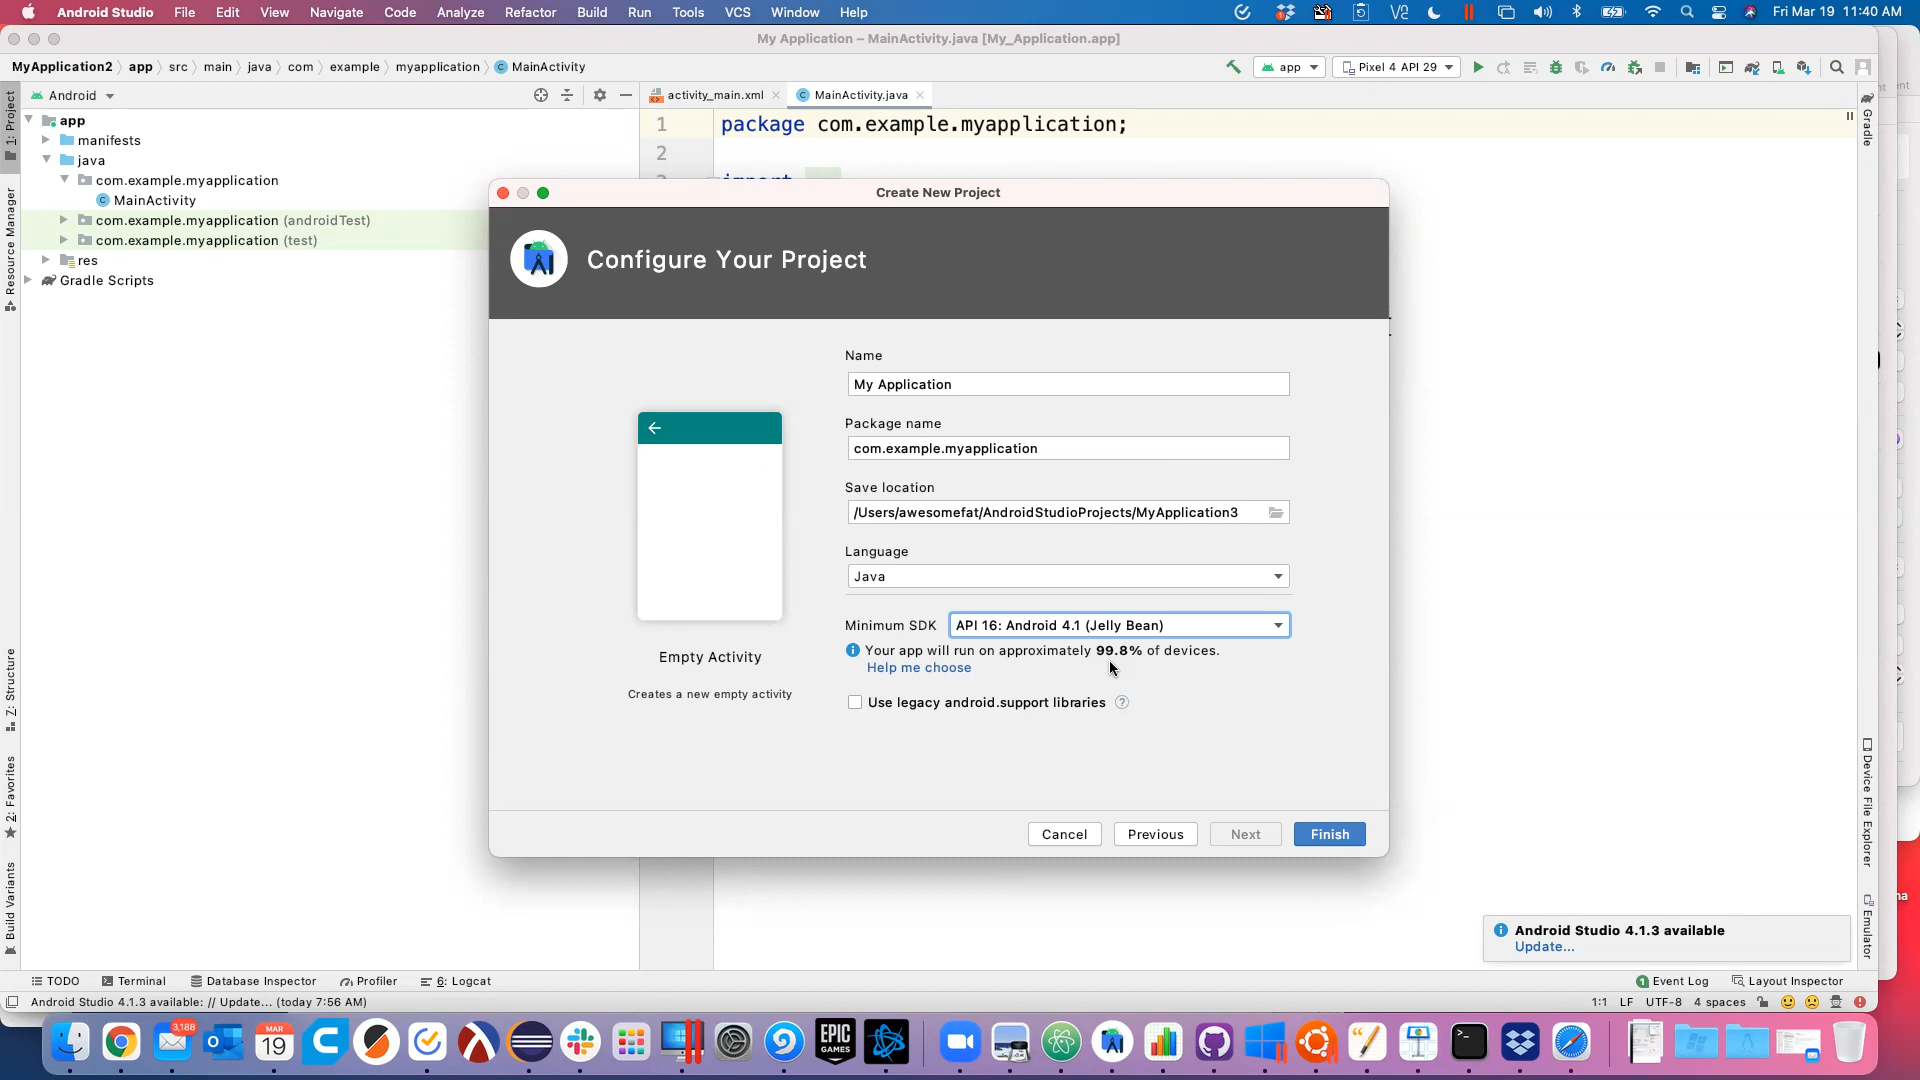 Android Studio File Edit View Navigate Code Analyze Refactor Build Run Tools VCS Window Help Fri Mar 19 11:40 AM
My Application – MainActivity.java [My_Application.app]
MyApplication2 app src main java com example myapplication MainActivity app Pixel 4 API 29
Android
activity_main.xml MainActivity.java
1: Project
Resource Manager
Z: Structure
2: Favorites
Build Variants
app
manifests
java
com.example.myapplication
MainActivity
com.example.myapplication (androidTest)
com.example.myapplication (test)
res
Gradle Scripts
1 package com.example.myapplication;
2
Create New Project
Configure Your Project
Name
My Application
Package name
com.example.myapplication
Save location
/Users/awesomefat/AndroidStudioProjects/MyApplication3
Language
Java
Minimum SDK API 16: Android 4.1 (Jelly Bean)
Your app will run on approximately 99.8% of devices.
Help me choose
Use legacy android.support libraries ?
Empty Activity
Creates a new empty activity
Cancel Previous Next Finish
Gradle
Device File Explorer
Emulator
Android Studio 4.1.3 available
Update...
TODO Terminal Database Inspector Profiler 6: Logcat 1 Event Log Layout Inspector
Android Studio 4.1.3 available: // Update... (today 7:56 AM) 1:1 LF UTF-8 4 spaces
3,188
MAR
19
EPIC
GAMES